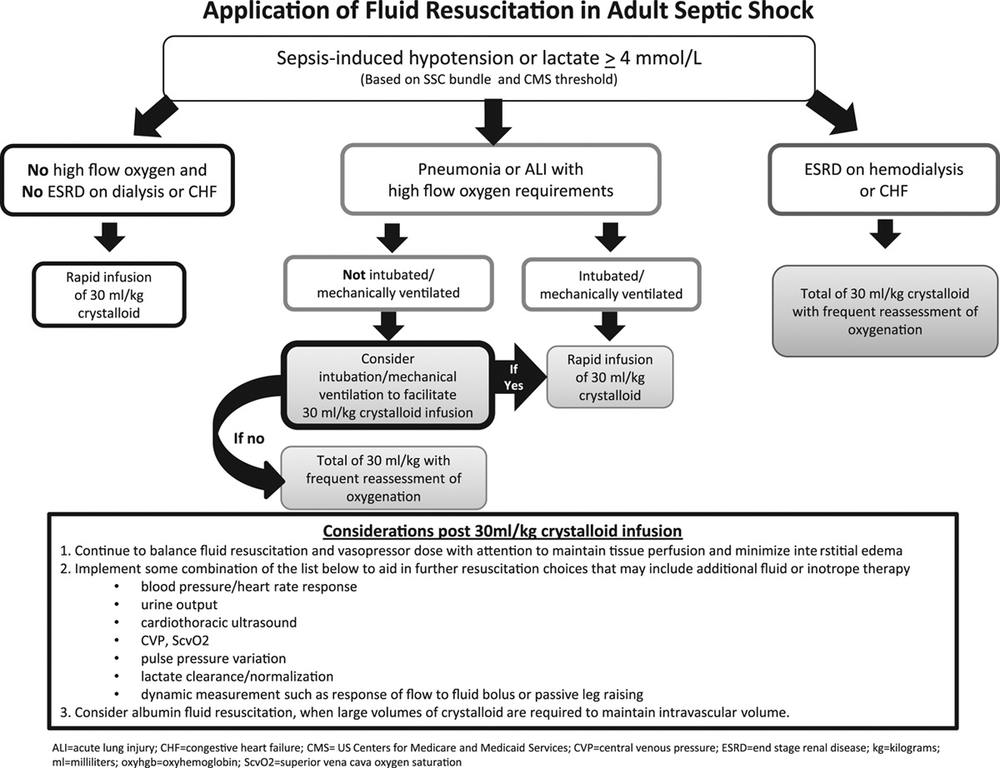 Application of Fluid Resuscitation in Adult Septic Shock
Sepsis-induced hypotension or lactate ≥ 4 mmol/L
(Based on SSC bundle and CMS threshold)
No high flow oxygen and
No ESRD on dialysis or CHF
Rapid infusion
of 30 ml/kg
crystalloid
Pneumonia or ALI with
high flow oxygen requirements
Not intubated/
mechanically ventilated
Consider
intubation/mechanical
ventilation to facilitate
30 ml/kg crystalloid infusion
If
Yes
If no
Total of 30 ml/kg with
frequent reassessment of
oxygenation
Intubated/
mechanically ventilated
Rapid infusion
of 30 ml/kg
crystalloid
ESRD on hemodialysis
or CHF
Total of 30 ml/kg crystalloid
with frequent reassessment of
oxygenation
Considerations post 30ml/kg crystalloid infusion
1. Continue to balance fluid resuscitation and vasopressor dose with attention to maintain tissue perfusion and minimize inte rstitial edema
2. Implement some combination of the list below to aid in further resuscitation choices that may include additional fluid or inotrope therapy
• blood pressure/heart rate response
• urine output
• cardiothoracic ultrasound
• CVP, ScvO2
• pulse pressure variation
• lactate clearance/normalization
• dynamic measurement such as response of flow to fluid bolus or passive leg raising
3. Consider albumin fluid resuscitation, when large volumes of crystalloid are required to maintain intravascular volume.
ALI=acute lung injury; CHF=congestive heart failure; CMS= US Centers for Medicare and Medicaid Services; CVP=central venous pressure; ESRD=end stage renal disease; kg=kilograms;
ml=milliliters; oxyhgb=oxyhemoglobin; ScvO2=superior vena cava oxygen saturation